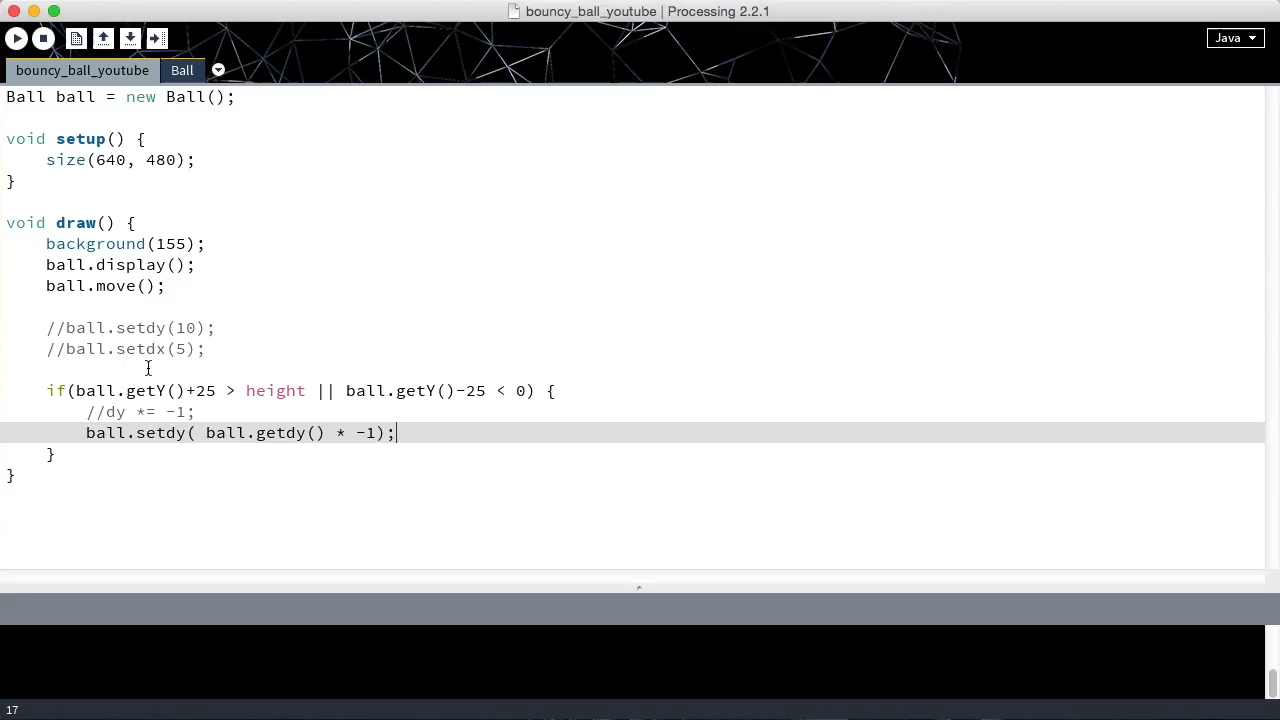 bouncy_ball_youtube | Processing 2.2.1
Java
bouncy_ball_youtube Ball
Ball ball = new Ball();
void setup() {
size(640, 480);
}
void draw() {
background(155);
ball.display();
ball.move();
//ball.setdy(10);
//ball.setdx(5);
if(ball.getY()+25 > height || ball.getY()-25 < 0) {
//dy *= -1;
ball.setdy( ball.getdy() * -1);
}
}
17